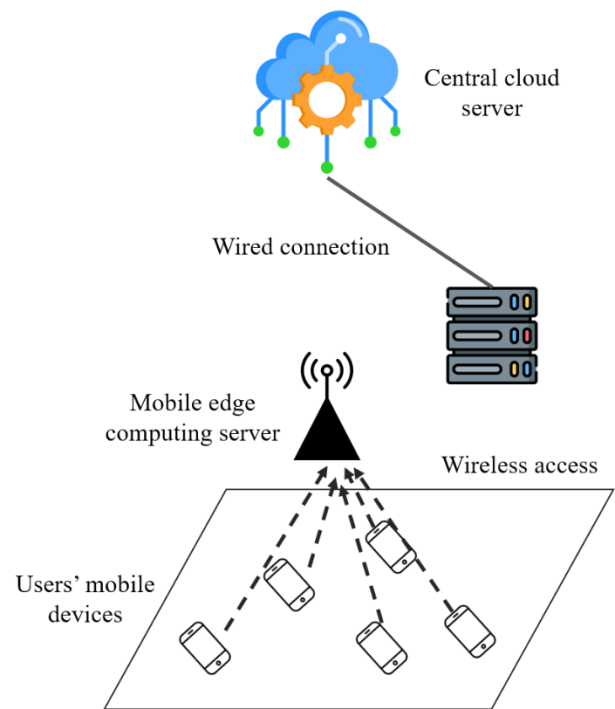 Central cloud
server
Wired connection
Mobile edge
computing server
Wireless access
Users’ mobile
devices